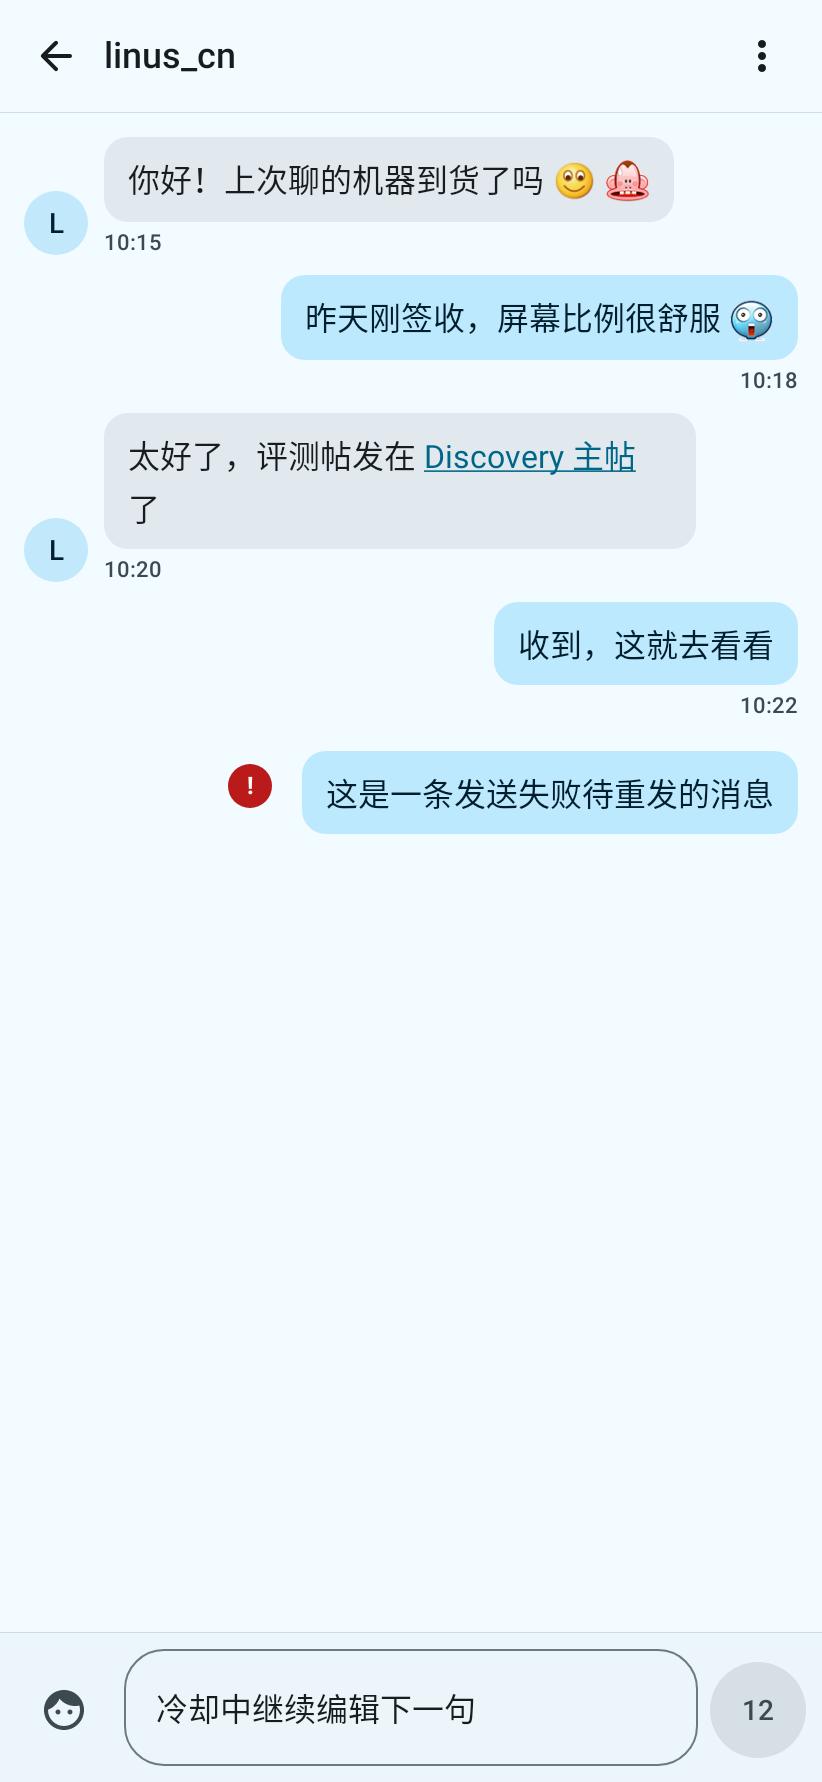 linus_cn
你好！上次聊的机器到货了吗
L
10:15
昨天刚签收，屏幕比例很舒服
10:18
太好了，评测帖发在 Discovery 主帖
了
L
10:20
收到，这就去看看
10:22
!
这是一条发送失败待重发的消息
冷却中继续编辑下一句
12